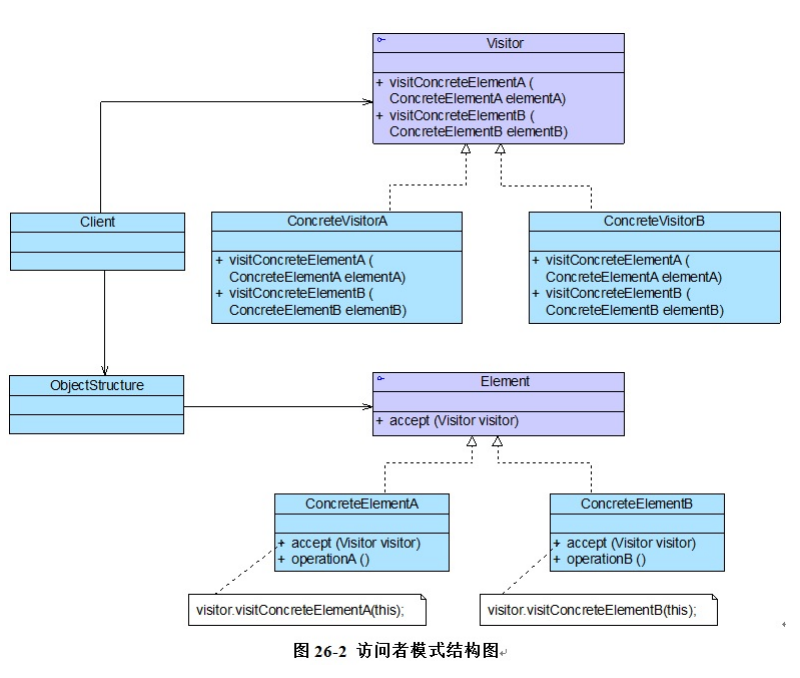 Visitor
+ visitConcreteElementA (
ConcreteElementA elementA)
+ visitConcreteElementB (
ConcreteElementB elementB)
Client
ConcreteVisitorA
+ visitConcreteElementA (
ConcreteElementA elementA)
+ visitConcreteElementB (
ConcreteElementB elementB)
ConcreteVisitorB
+ visitConcreteElementA (
ConcreteElementA elementA)
+ visitConcreteElementB (
ConcreteElementB elementB)
ObjectStructure
Element
+ accept (Visitor visitor)
ConcreteElementA
+ accept (Visitor visitor)
+ operationA ()
ConcreteElementB
+ accept (Visitor visitor)
+ operationB ()
visitor.visitConcreteElementA(this);
visitor.visitConcreteElementB(this);
图 26-2 访问者模式结构图